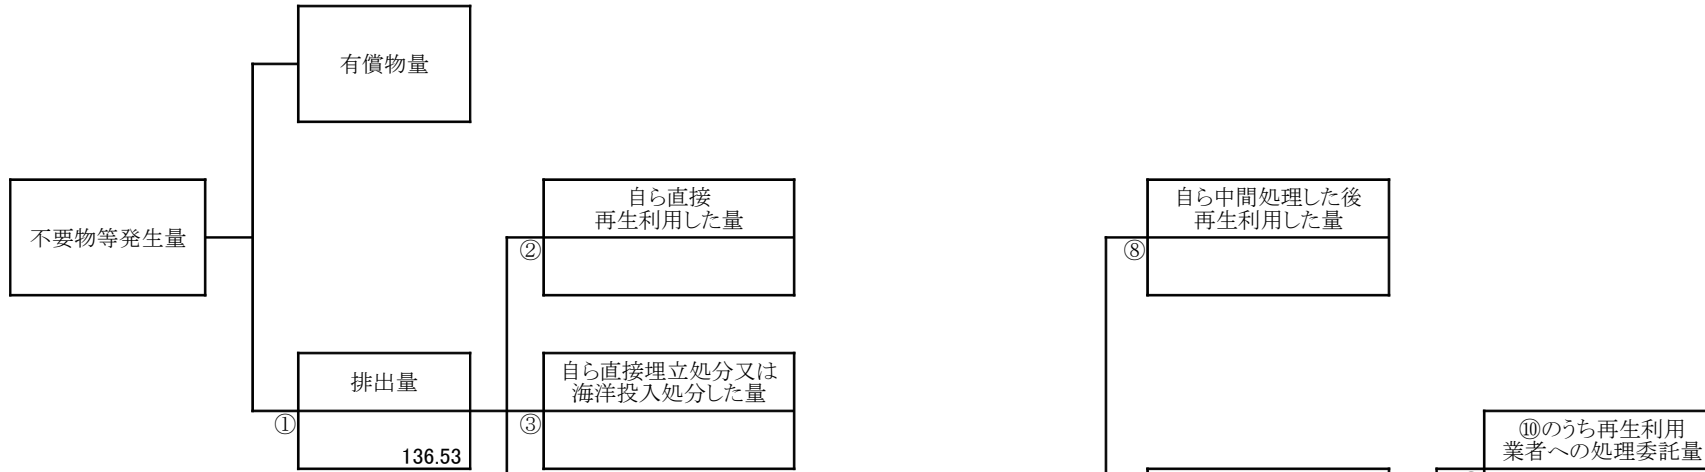 有償物量
不要物等発生量
自ら直接
再生利用した量
②
自ら中間処理した後
再生利用した量
⑧
排出量
①
136.53
自ら直接埋立処分又は
海洋投入処分した量
③
⑩のうち再生利用
業者への処理委託量